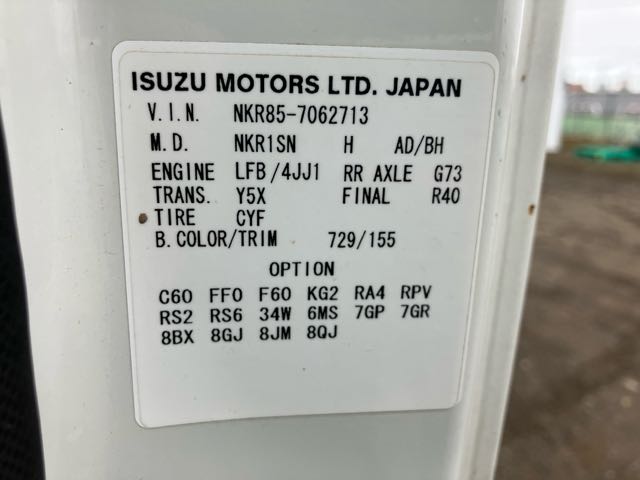 ISUZU MOTORS LTD. JAPAN
V.I.N. NKR85-7062713
M.D. NKR1SN H AD/BH
ENGINE LFB/4JJ1 RR AXLE G73
TRANS. Y5X FINAL R40
TIRE CYF
B.COLOR/TRIM 729/155
OPTION
C60 FF0 F60 KG2 RA4 RPV
RS2 RS6 34W 6MS 7GP 7GR
8BX 8GJ 8JM 8QJ